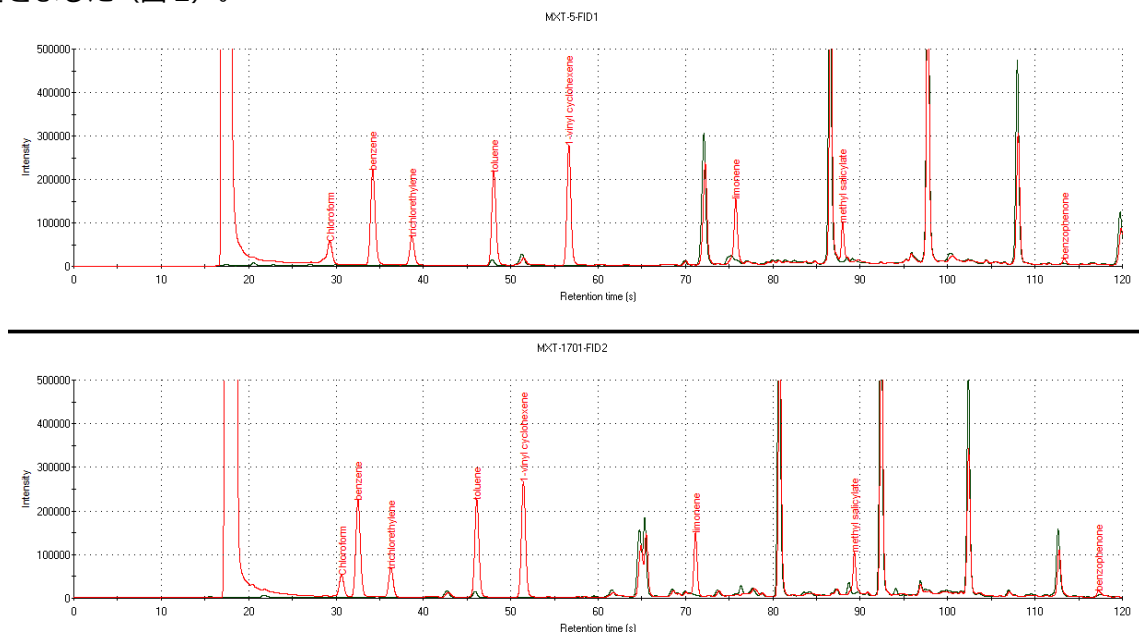 MXT-5-FID1
500000
400000
300000
200000
100000
0
Intensity
Chloroform
benzene
trichlorethylene
toluene
1-vinyl cyclohexene
limonene
methyl salicylate
benzophenone
0 10 20 30 40 50 60 70 80 90 100 110 120
Retention time (s)
MXT-1701-FID2
500000
400000
300000
200000
100000
0
Intensity
Chloroform
benzene
trichlorethylene
toluene
1-vinyl cyclohexene
limonene
methyl salicylate
benzophenone
0 10 20 30 40 50 60 70 80 90 100 110 120
Retention time (s)